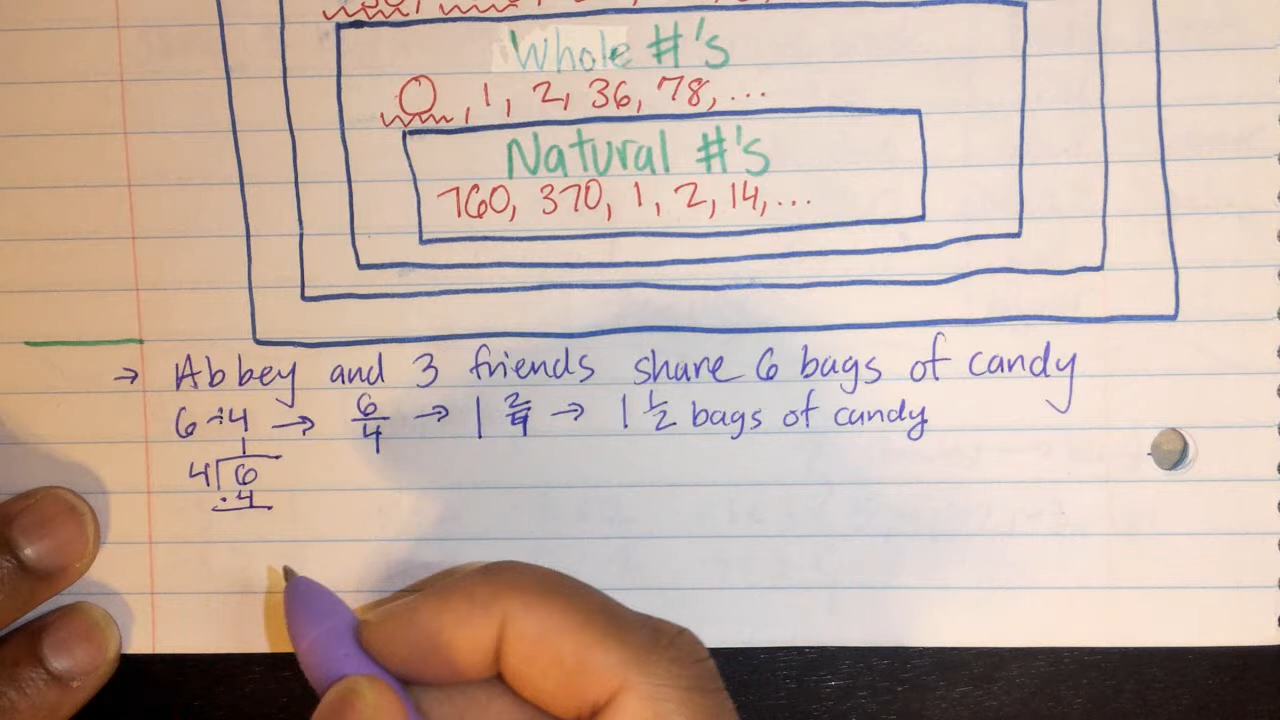 Whole #'s
0, 1, 2, 36, 78, ...
Natural #'s
760, 370, 1, 2, 14, ...
→ Abbey and 3 friends share 6 bags of candy
6÷4 → 6/4 → 1 2/4 → 1 1/2 bags of candy
1
4 6
-4